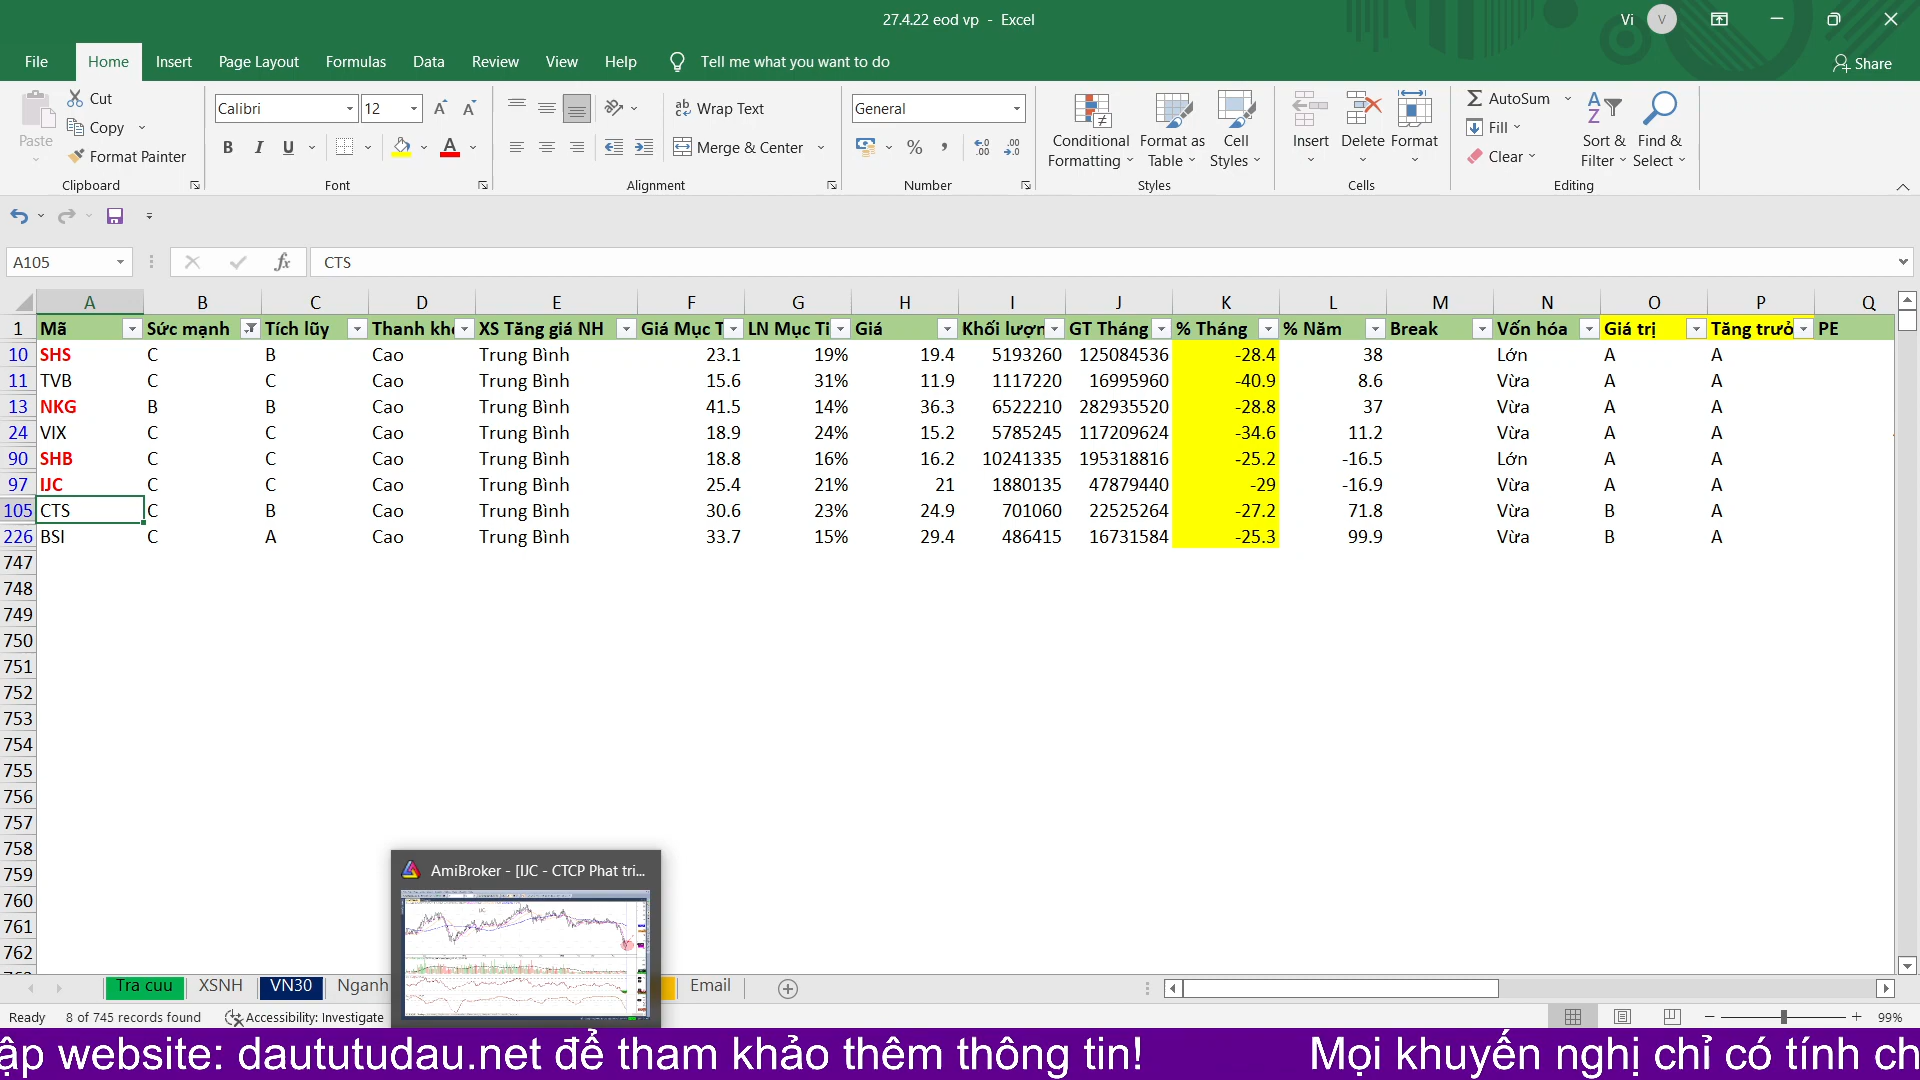 27.4.22 eod vp - Excel
Vi V
File Home Insert Page Layout Formulas Data Review View Help Tell me what you want to do Share
Cut
Copy
Format Painter
Paste
Clipboard
Calibri 12
B I U
Font
Wrap Text
Merge & Center
Alignment
General
Number
Conditional Formatting
Format as Table
Cell Styles
Styles
Insert Delete Format
Cells
AutoSum
Fill
Clear
Sort & Filter
Find & Select
Editing
A105 fx CTS
A B C D E F G H I J K L M N O P Q
1 Mã Sức mạnh Tích lũy Thanh kho XS Tăng giá NH Giá Mục T LN Mục Ti Giá Khối lượn GT Tháng % Tháng % Năm Break Vốn hóa Giá trị Tăng trưở PE
10 SHS C B Cao Trung Bình 23.1 19% 19.4 5193260 125084536 -28.4 38 Lớn A A
11 TVB C C Cao Trung Bình 15.6 31% 11.9 1117220 16995960 -40.9 8.6 Vừa A A
13 NKG B B Cao Trung Bình 41.5 14% 36.3 6522210 282935520 -28.8 37 Vừa A A
24 VIX C C Cao Trung Bình 18.9 24% 15.2 5785245 117209624 -34.6 11.2 Vừa A A
90 SHB C C Cao Trung Bình 18.8 16% 16.2 10241335 195318816 -25.2 -16.5 Lớn A A
97 IJC C C Cao Trung Bình 25.4 21% 21 1880135 47879440 -29 -16.9 Vừa A A
105 CTS C B Cao Trung Bình 30.6 23% 24.9 701060 22525264 -27.2 71.8 Vừa B A
226 BSI C A Cao Trung Bình 33.7 15% 29.4 486415 16731584 -25.3 99.9 Vừa B A
747
748
749
750
751
752
753
754
755
756
757
758
759
760
761
762
AmiBroker - [IJC - CTCP Phat tri...
Tra cuu XSNH VN30 Nganh Email
Ready 8 of 745 records found Accessibility: Investigate 99%
ập website: dautututudau.net để tham khảo thêm thông tin! Mọi khuyến nghị chỉ có tính ch